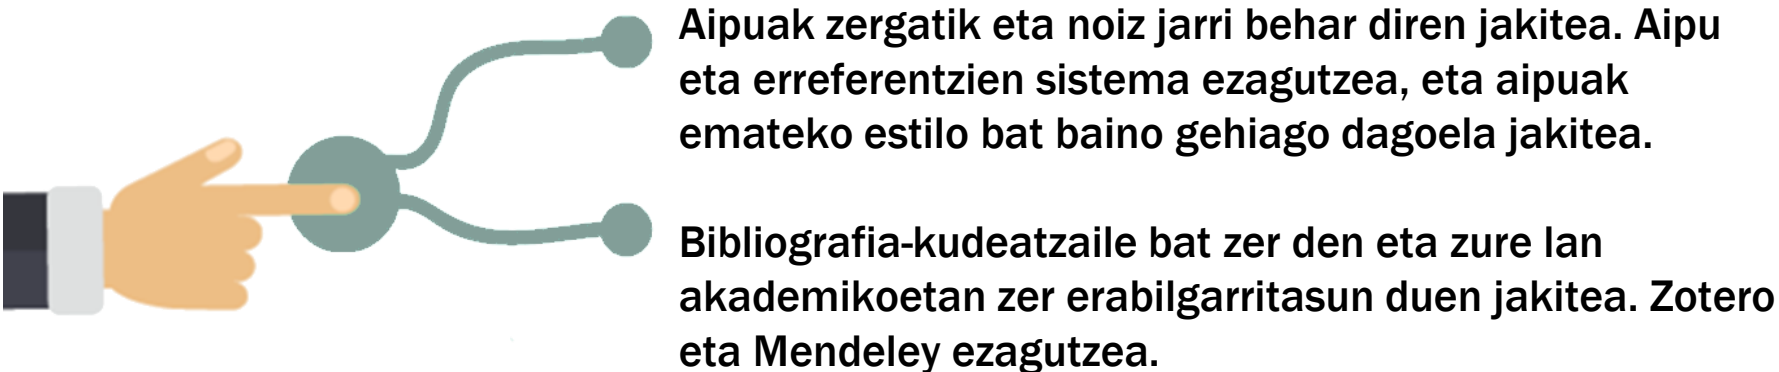 Aipuak zergatik eta noiz jarri behar diren jakitea. Aipu
eta erreferentzien sistema ezagutzea, eta aipuak
emateko estilo bat baino gehiago dagoela jakitea.
Bibliografia-kudeatzaile bat zer den eta zure lan
akademikoetan zer erabilgarritasun duen jakitea. Zotero
eta Mendeley ezagutzea.